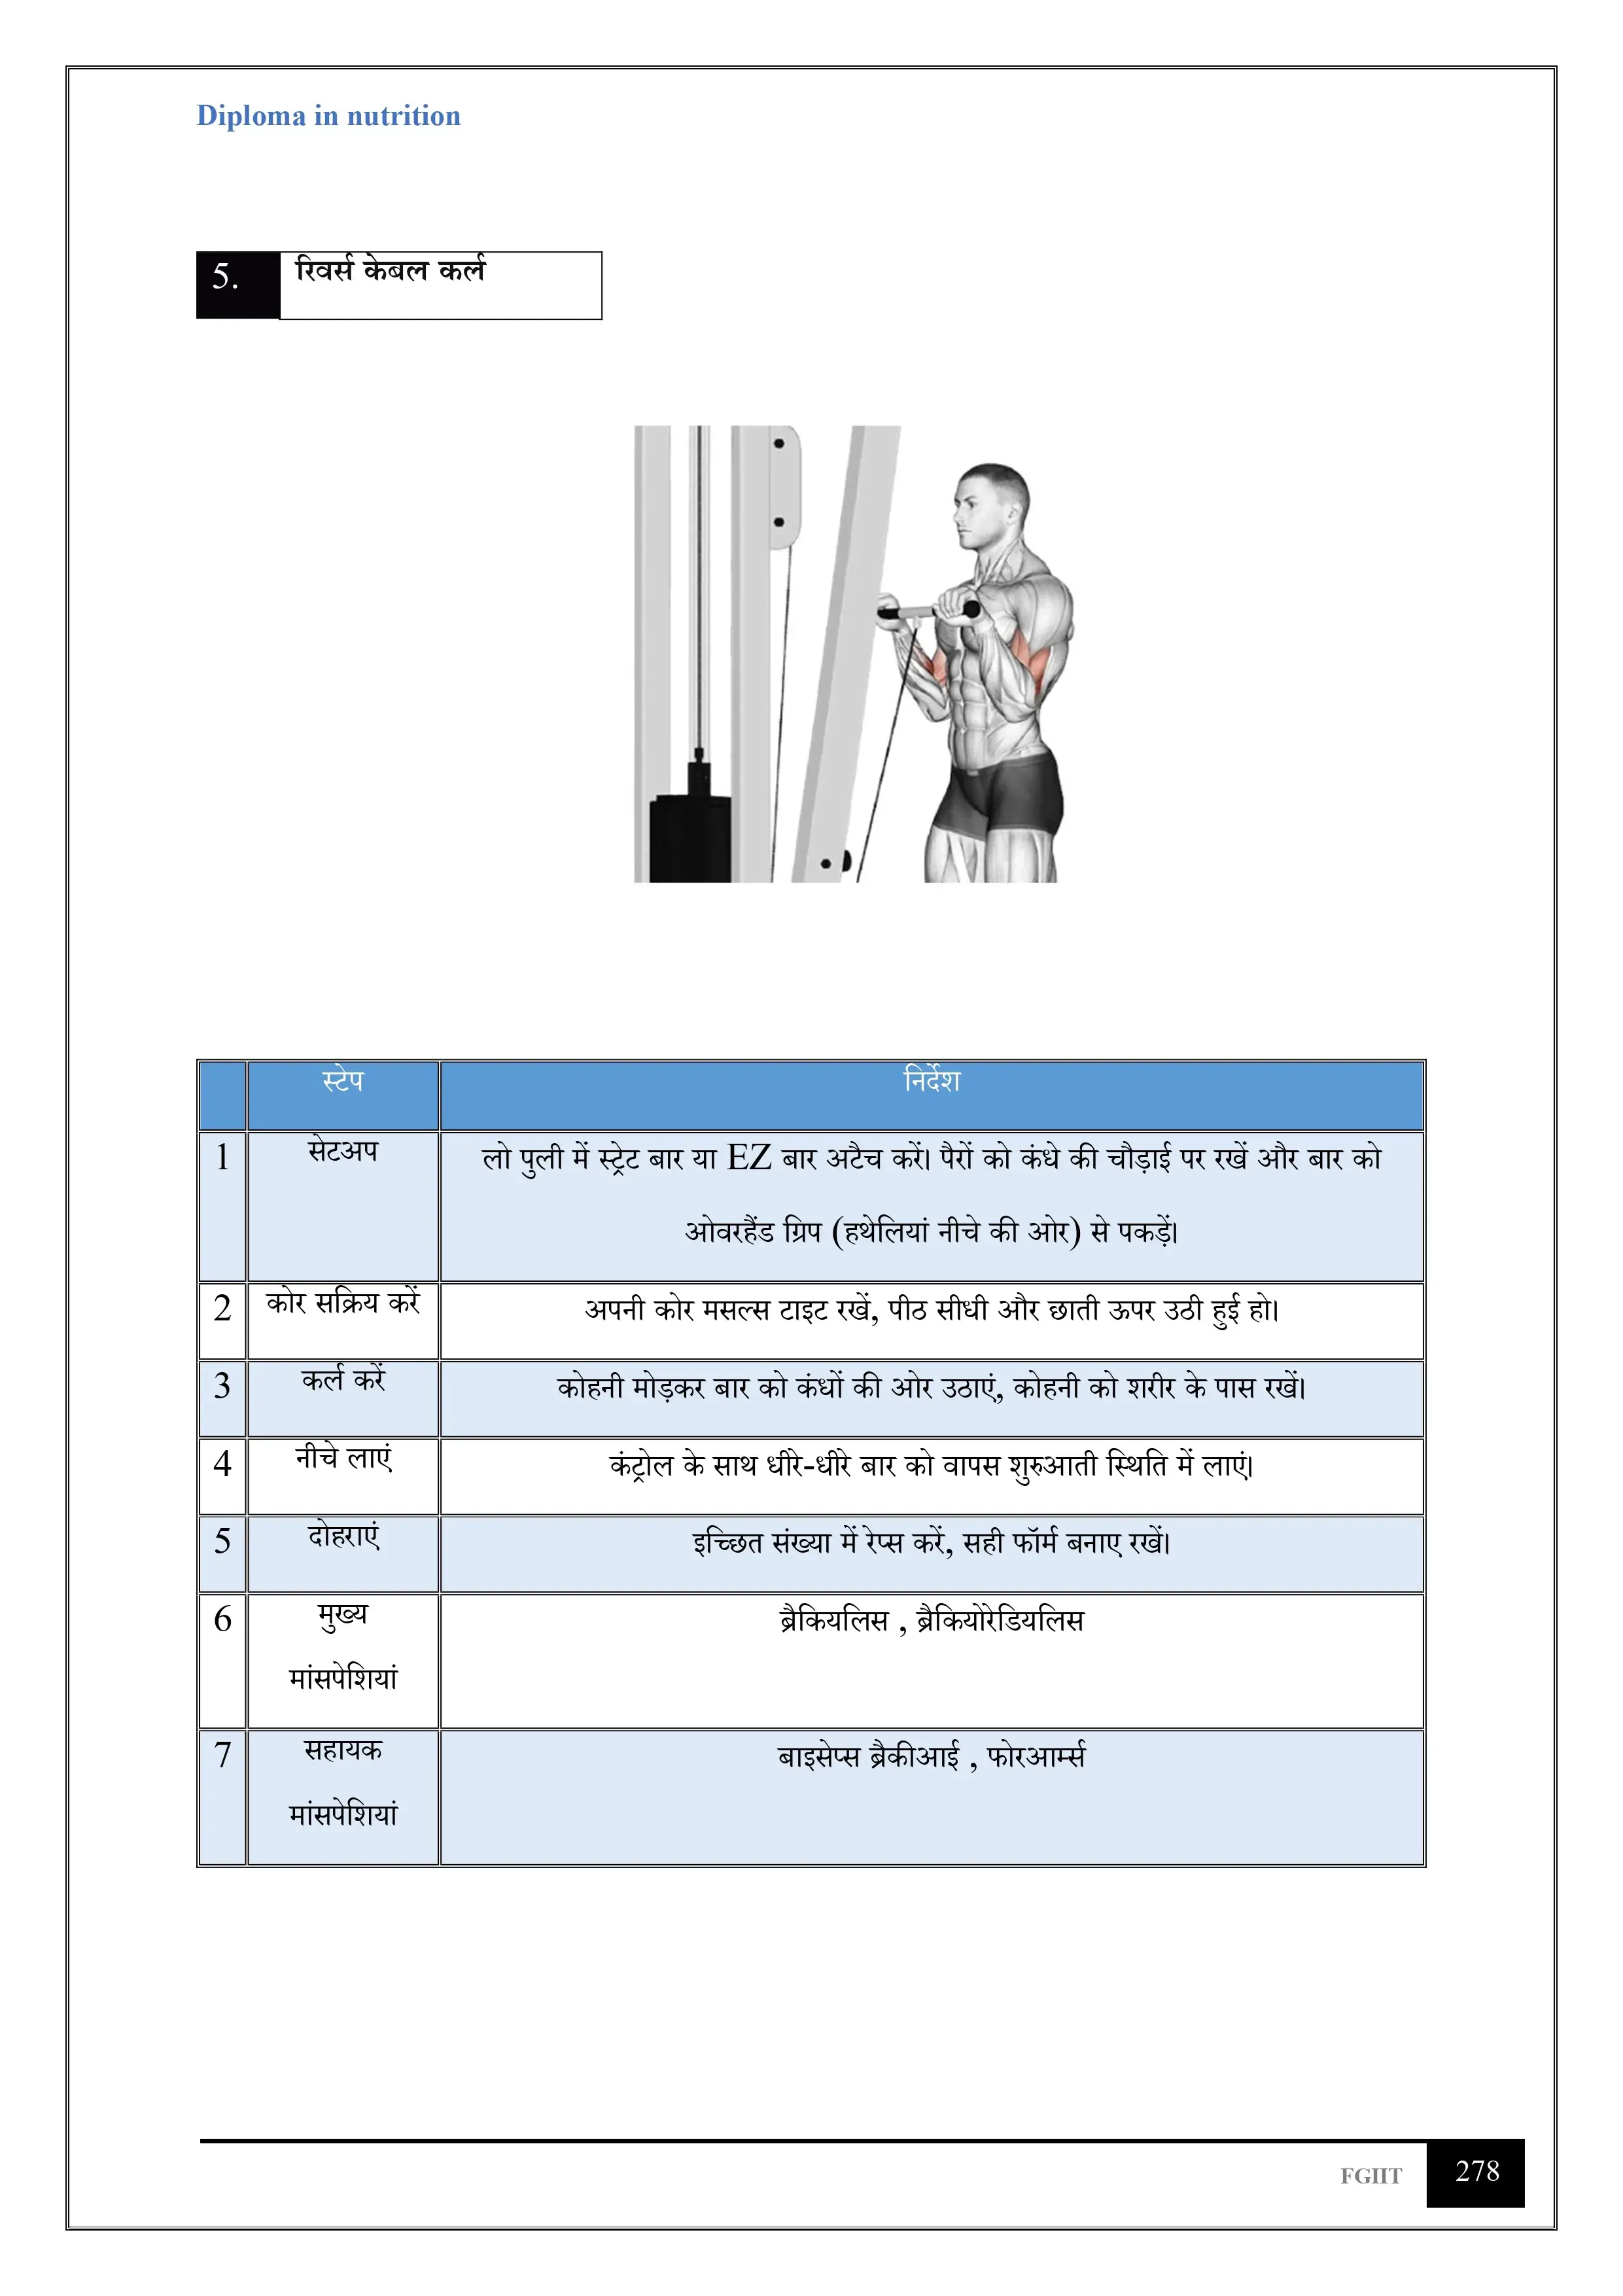 Diploma in nutrition
5. रिवर्स केबल कर्ल
स्टेप निर्देश
1 सेटअप लो पुली में स्ट्रेट बार या EZ बार अटैच करें। पैरों को कंधे की चौड़ाई पर रखें और बार को
ओवरहैंड ग्रिप (हथेलियां नीचे की ओर) से पकड़ें।
2 कोर सक्रिय करें अपनी कोर मसल्स टाइट रखें, पीठ सीधी और छाती ऊपर उठी हुई हो।
3 कर्ल करें कोहनी मोड़कर बार को कंधों की ओर उठाएं, कोहनी को शरीर के पास रखें।
4 नीचे लाएं कंट्रोल के साथ धीरे-धीरे बार को वापस शुरुआती स्थिति में लाएं।
5 दोहराएं इच्छित संख्या में रेप्स करें, सही फॉर्म बनाए रखें।
6 मुख्य ब्रैकियलिस , ब्रैकियोरेडियलिस
मांसपेशियां
7 सहायक बाइसेप्स ब्रैकीआई , फोरआर्म्स
मांसपेशियां
FGIIT 278